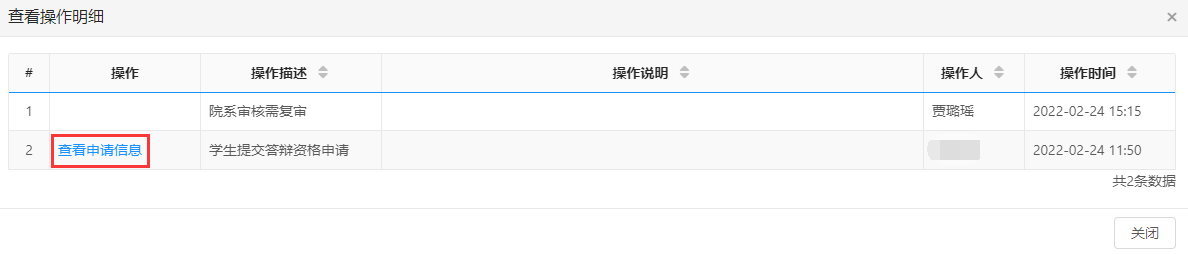 查看操作明细 ×
# 操作 操作描述 操作说明 操作人 操作时间
1 院系审核需复审 贾璐瑶 2022-02-24 15:15
2 查看申请信息 学生提交答辩资格申请 2022-02-24 11:50
共2条数据
关闭